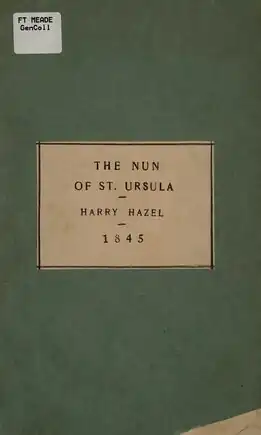 FT MEADE
GenColl
THE NUN
OF ST. URSULA
HARRY HAZEL
1845